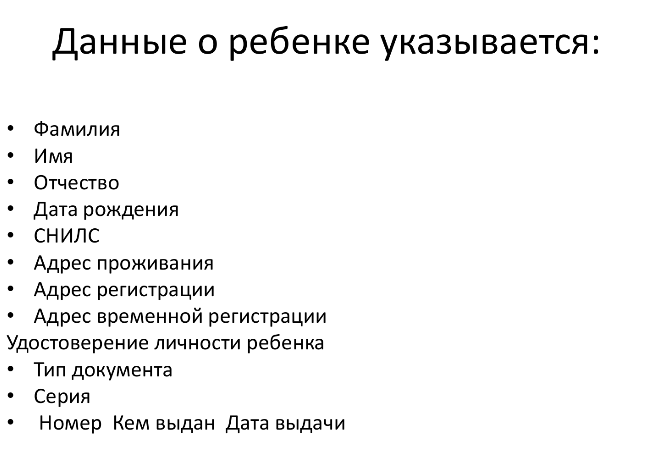 Данные о ребенке указывается:
• Фамилия
• Имя
• Отчество
• Дата рождения
• СНИЛС
• Адрес проживания
• Адрес регистрации
• Адрес временной регистрации
Удостоверение личности ребенка
• Тип документа
• Серия
• Номер Кем выдан Дата выдачи